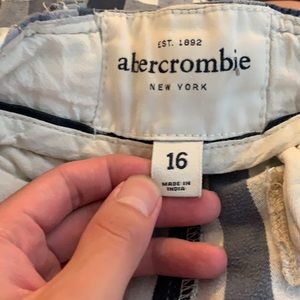 EST. 1892
abercrombie
NEW YORK
16
MADE IN
INDIA